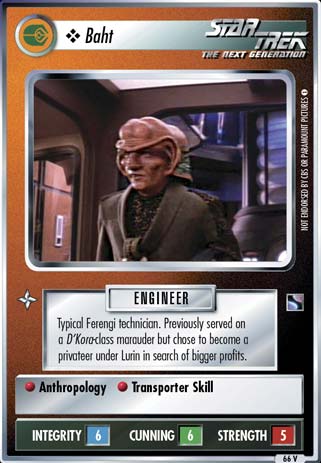 ❖ Baht
STAR TREK
THE NEXT GENERATION
NOT ENDORSED BY CBS OR PARAMOUNT PICTURES
ENGINEER
Typical Ferengi technician. Previously served on
a D'Kora-class marauder but chose to become a
privateer under Lurin in search of bigger profits.
Anthropology Transporter Skill
INTEGRITY 6 CUNNING 6 STRENGTH 5
66 V